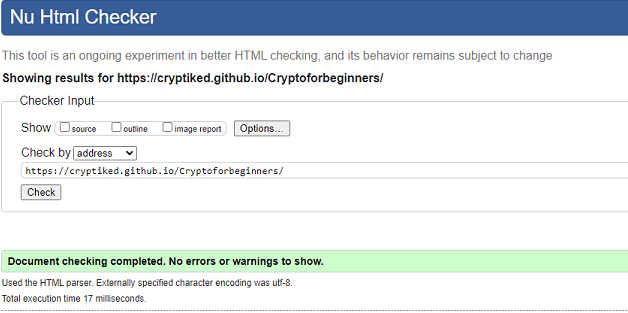 Nu Html Checker
This tool is an ongoing experiment in better HTML checking, and its behavior remains subject to change
Showing results for https://cryptiked.github.io/Cryptoforbeginners/
Checker Input
Show source outline image report Options...
Check by address
https://cryptiked.github.io/Cryptoforbeginners/
Check
Document checking completed. No errors or warnings to show.
Used the HTML parser. Externally specified character encoding was utf-8.
Total execution time 17 milliseconds.